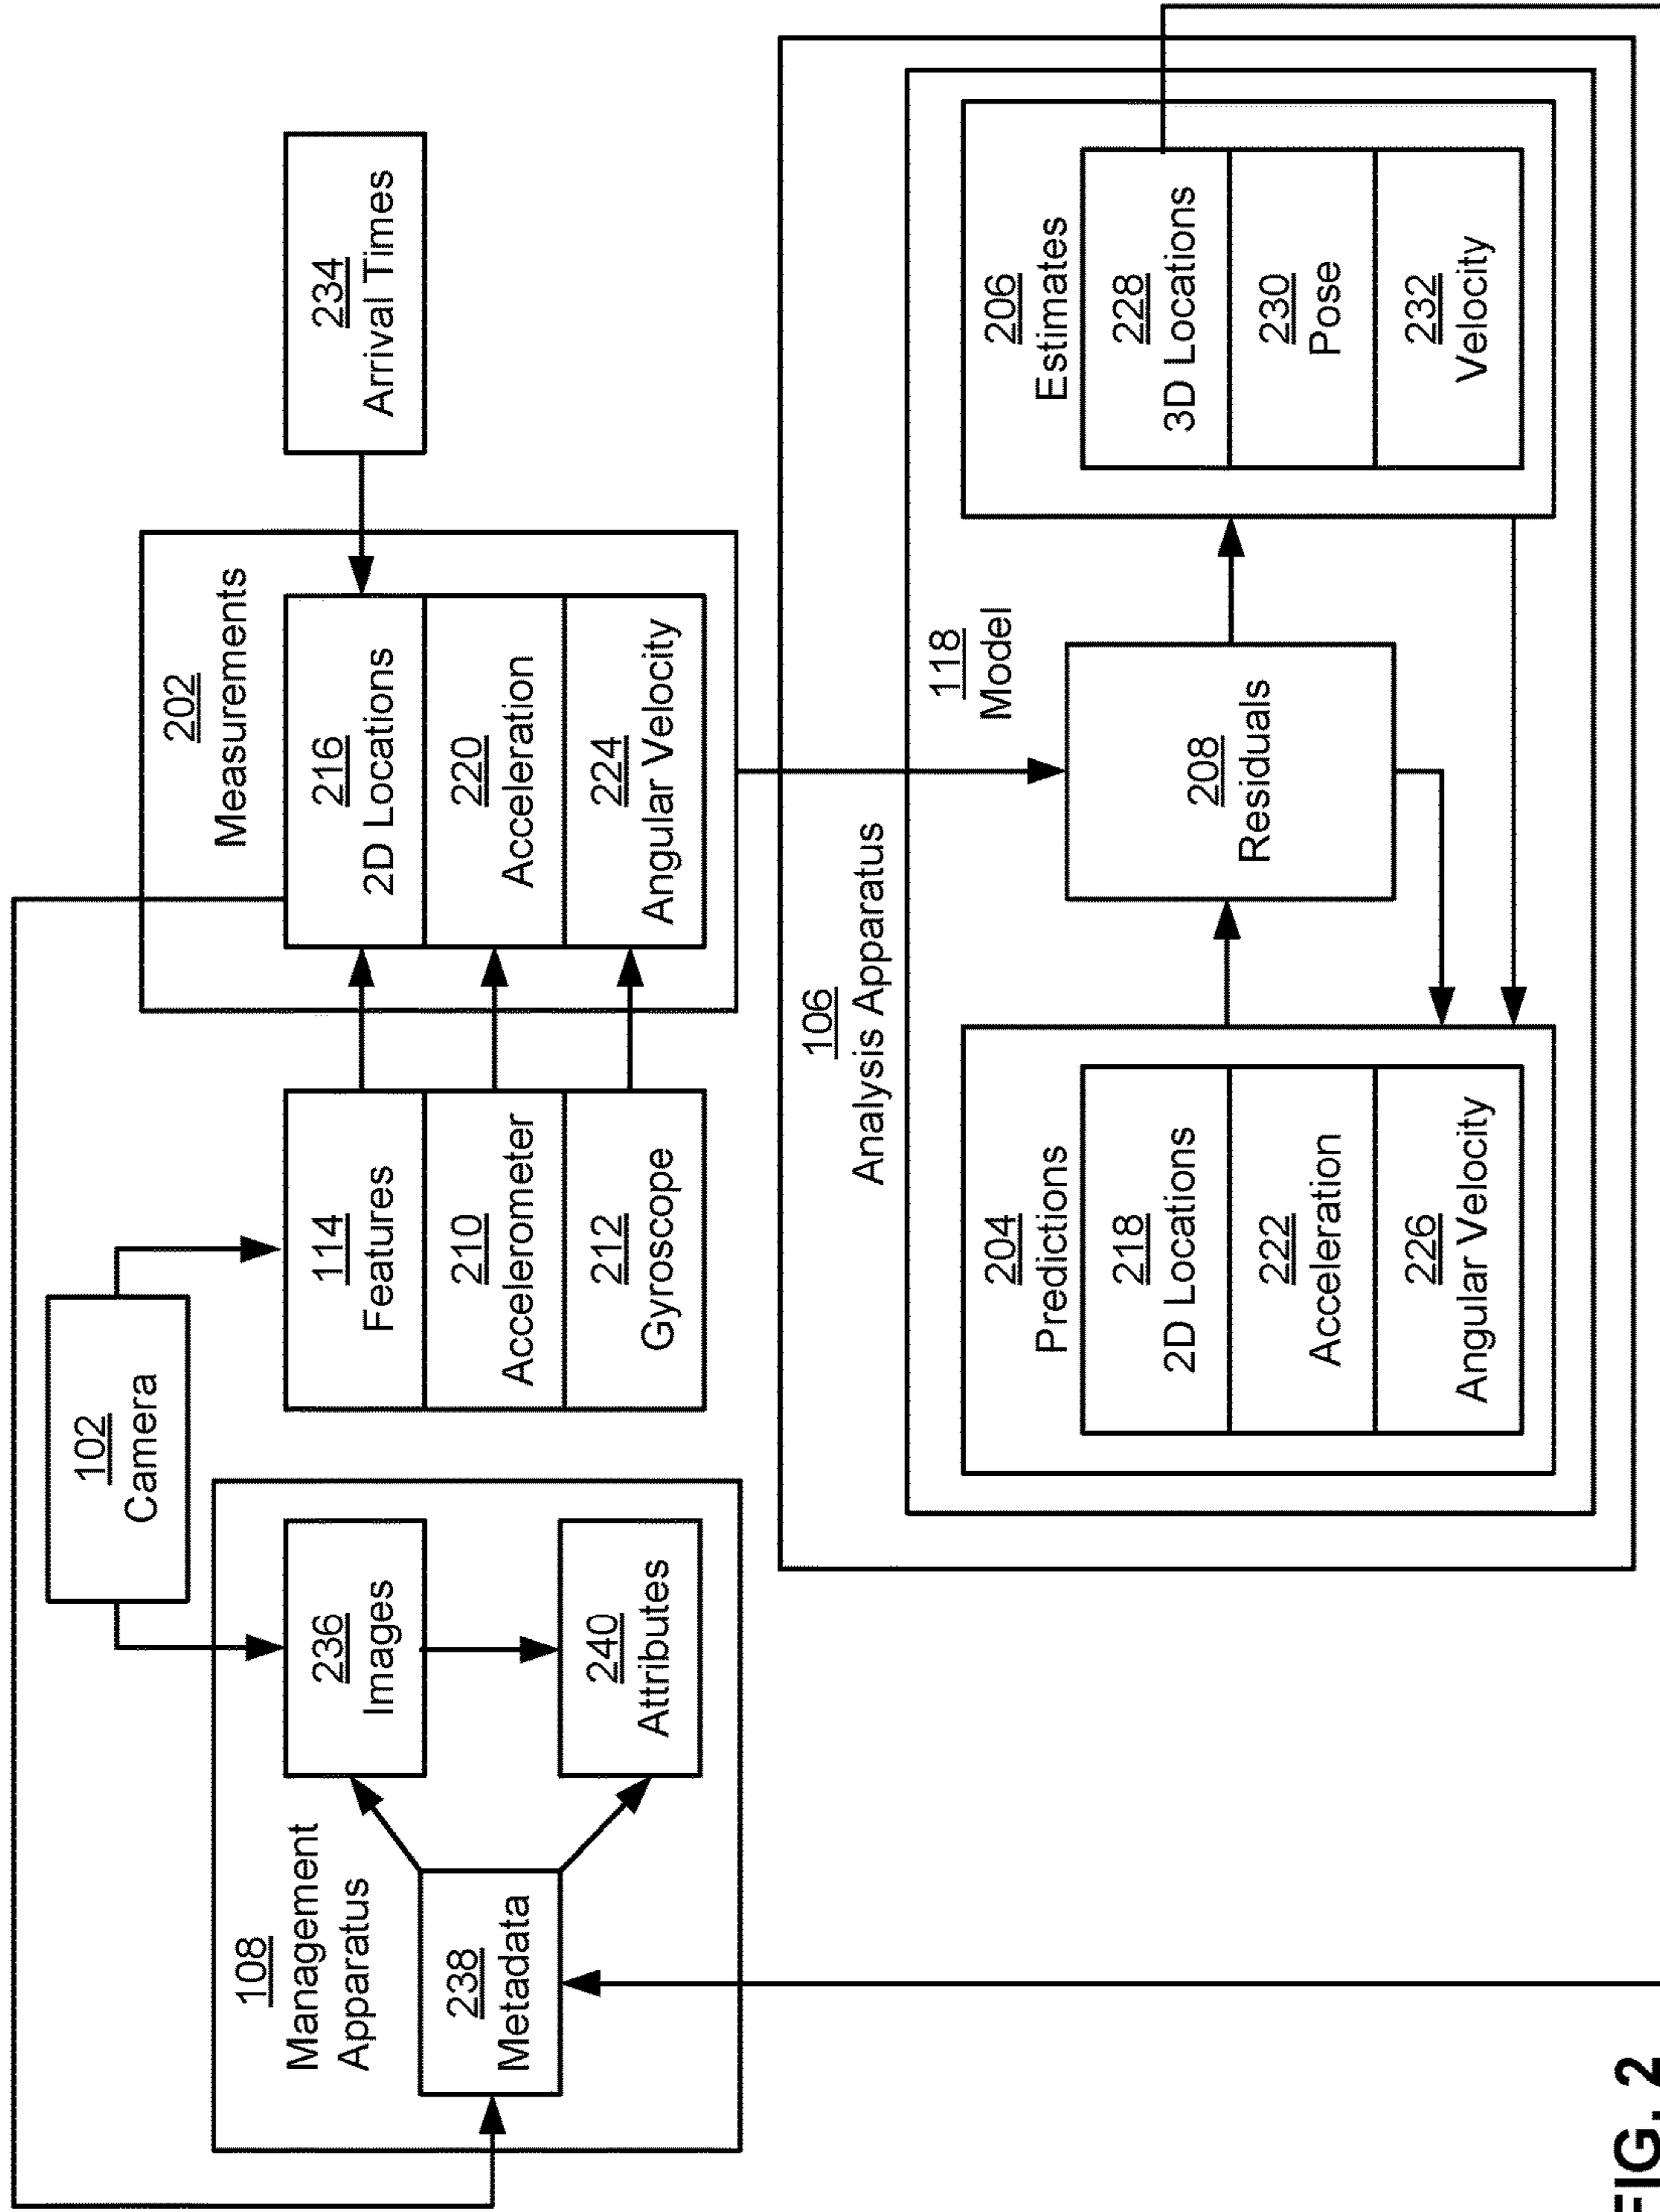 102
Camera
108
Management
Apparatus
236
Images
238
Metadata
240
Attributes
114
Features
210
Accelerometer
212
Gyroscope
202
Measurements
216
2D Locations
220
Acceleration
224
Angular Velocity
234
Arrival Times
106
Analysis Apparatus
118
Model
204
Predictions
218
2D Locations
222
Acceleration
226
Angular Velocity
208
Residuals
206
Estimates
228
3D Locations
230
Pose
232
Velocity
FIG. 2